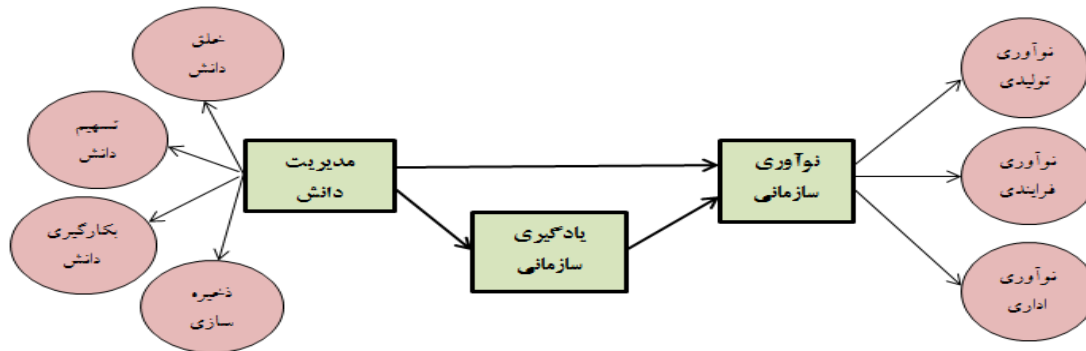 خلق
دانش
تسهیم
دانش
بکارگیری
دانش
ذخیره
سازی
مدیریت
دانش
یادگیری
سازمانی
نوآوری
سازمانی
نوآوری
تولیدی
نوآوری
فرایندی
نوآوری
اداری